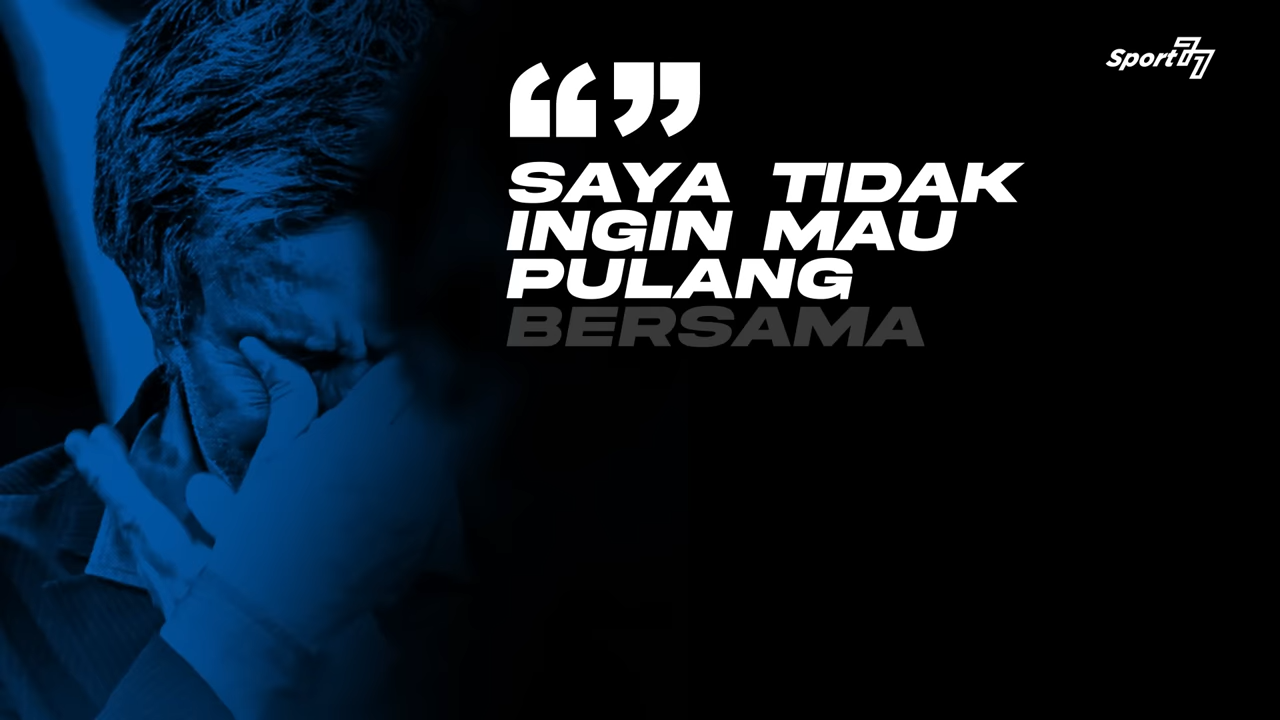 Sport77
“ ”
SAYA TIDAK
INGIN MAU
PULANG
BERSAMA